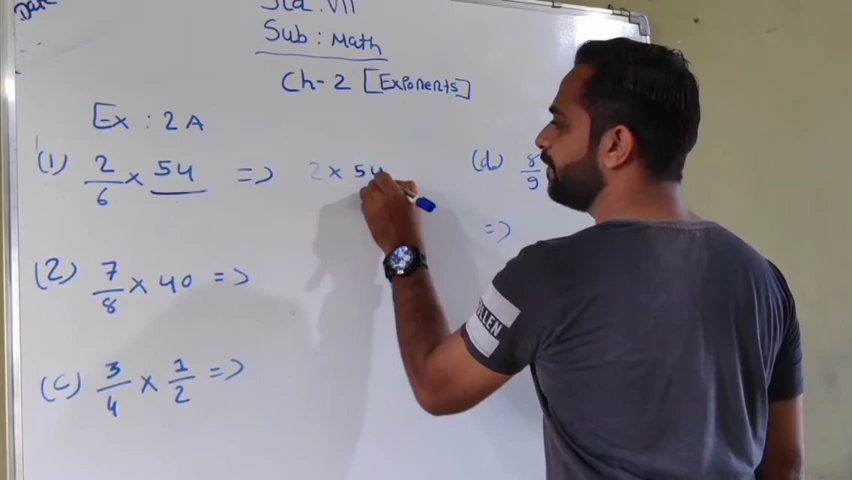 Date
Std : VII
Sub : Math
Ch-2 [Exponents]
Ex : 2A
(1) 2/6 × 54 => 2 × 54
(d) 8/9
=>
(2) 7/8 × 40 =>
(c) 3/4 × 1/2 =>